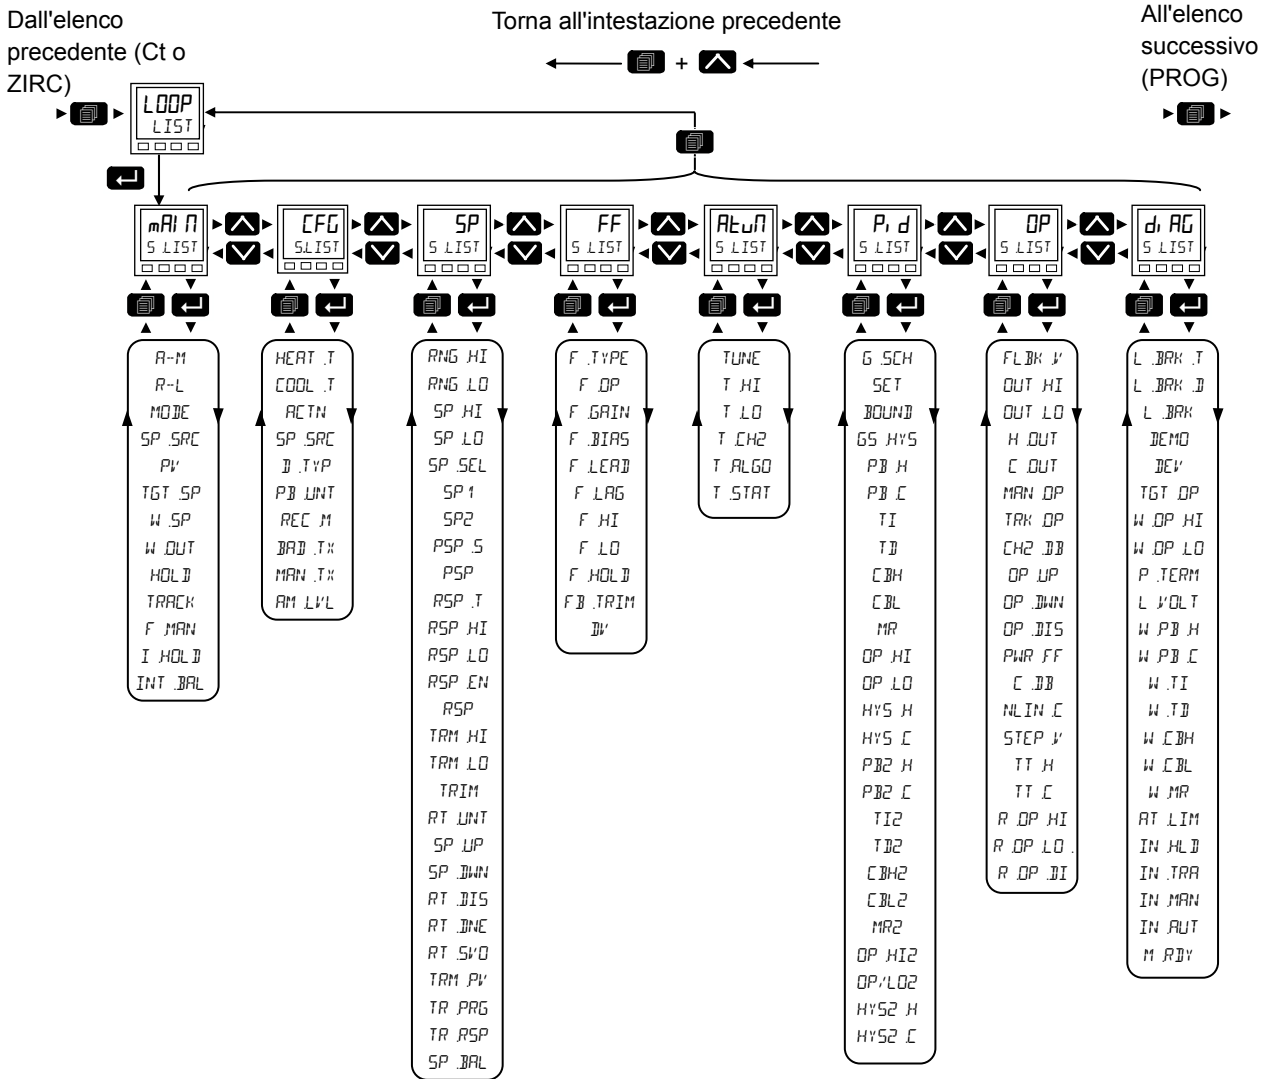 Dall'elenco
precedente (Ct o
ZIRC)
Torna all'intestazione precedente
+
All'elenco
successivo
(PROG)
LOOP
LIST
mAIN
S.LIST
CFG
S.LIST
SP
S.LIST
FF
S.LIST
AtuN
S.LIST
PId
S.LIST
OP
S.LIST
diAG
S.LIST
A-M
R-L
MODE
SP.SRC
PV
TGT.SP
W.SP
W.OUT
HOLD
TRACK
F.MAN
I.HOLD
INT.BAL
HEAT.T
COOL.T
ACTN
SP.SRC
D.TYP
PB.UNT
REC.M
BAD.TX
MAN.TX
AM.LVL
RNG.HI
RNG.LO
SP.HI
SP.LO
SP.SEL
SP1
SP2
PSP.S
PSP
RSP.T
RSP.HI
RSP.LO
RSP.EN
RSP
TRM.HI
TRM.LO
TRIM
RT.UNT
SP.UP
SP.DWN
RT.DIS
RT.DNE
RT.SVO
TRM.PV
TR.PRG
TR.RSP
SP.BAL
F.TYPE
F.OP
F.GAIN
F.BIAS
F.LEAD
F.LAG
F.HI
F.LO
F.HOLD
FB.TRIM
DV
TUNE
T.HI
T.LO
T.CH2
T.ALGO
T.STAT
G.SCH
SET
BOUND
GS.HYS
PB.H
PB.C
TI
TD
CBH
CBL
MR
OP.HI
OP.LO
HYS.H
HYS.C
PB2.H
PB2.C
TI2
TD2
CBH2
CBL2
MR2
OP.HI2
OP/LO2
HYS2.H
HYS2.C
FLBK.V
OUT.HI
OUT.LO
H.OUT
C.OUT
MAN.OP
TRK.OP
CH2.DB
OP.UP
OP.DWN
OP.DIS
PWR.FF
C.DB
NLIN.C
STEP.V
TT.H
TT.C
R.OP.HI
R.OP.LO.
R.OP.DI
L.BRK.T
L.BRK.D
L.BRK
DEMO
DEV
TGT.OP
W.OP.HI
W.OP.LO
P.TERM
L.VOLT
W.PB.H
W.PB.C
W.TI
W.TD
W.CBH
W.CBL
W.MR
AT.LIM
IN.HLD
IN.TRA
IN.MAN
IN.AUT
M.RDY